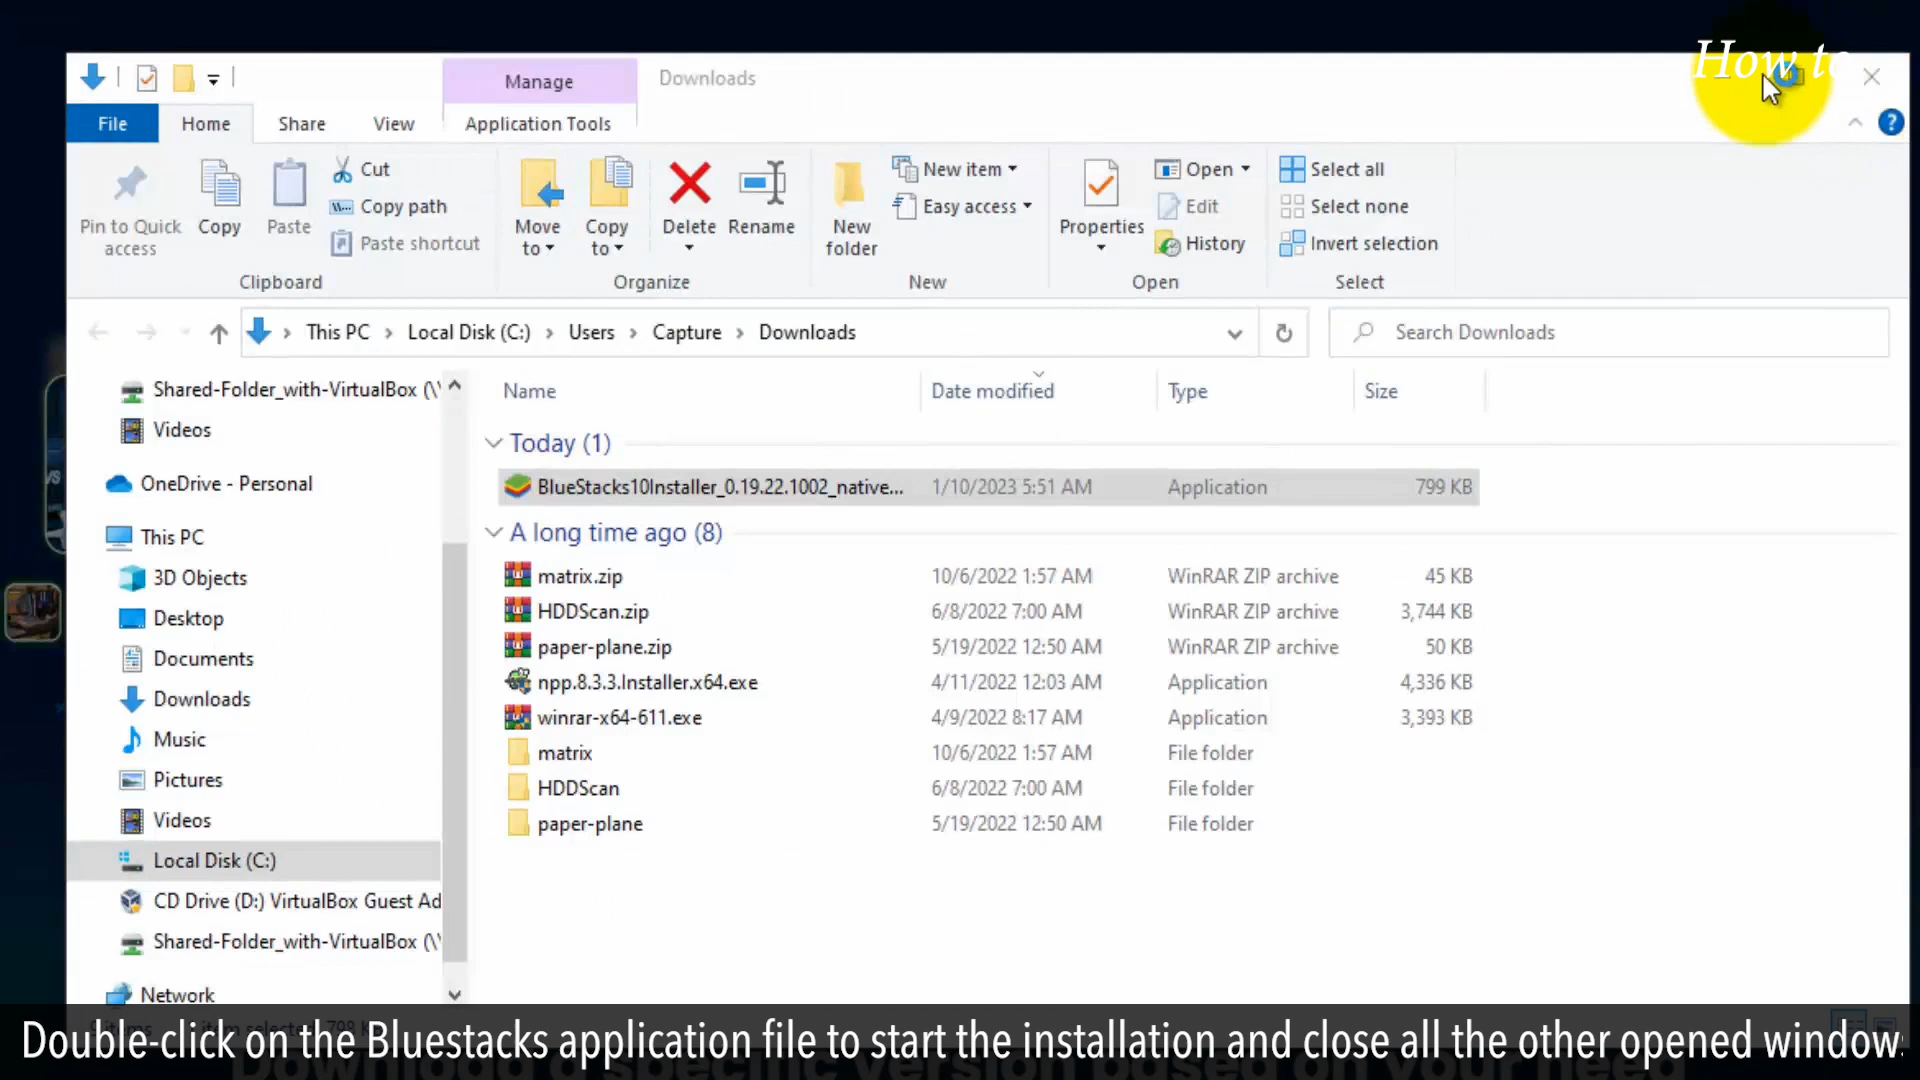 How to
Manage
Downloads
File
Home
Share
View
Application Tools
Pin to Quick access
Copy
Paste
Cut
Copy path
Paste shortcut
Clipboard
Move to
Copy to
Delete
Rename
Organize
New folder
New item
Easy access
New
Properties
Open
Edit
History
Open
Select all
Select none
Invert selection
Select
This PC > Local Disk (C:) > Users > Capture > Downloads
Search Downloads
Shared-Folder_with-VirtualBox (\\
Videos
OneDrive - Personal
This PC
3D Objects
Desktop
Documents
Downloads
Music
Pictures
Videos
Local Disk (C:)
CD Drive (D:) VirtualBox Guest Ad
Shared-Folder_with-VirtualBox (\\
Network
Name Date modified Type Size
Today (1)
BlueStacks10Installer_0.19.22.1002_native... 1/10/2023 5:51 AM Application 799 KB
A long time ago (8)
matrix.zip 10/6/2022 1:57 AM WinRAR ZIP archive 45 KB
HDDScan.zip 6/8/2022 7:00 AM WinRAR ZIP archive 3,744 KB
paper-plane.zip 5/19/2022 12:50 AM WinRAR ZIP archive 50 KB
npp.8.3.3.Installer.x64.exe 4/11/2022 12:03 AM Application 4,336 KB
winrar-x64-611.exe 4/9/2022 8:17 AM Application 3,393 KB
matrix 10/6/2022 1:57 AM File folder
HDDScan 6/8/2022 7:00 AM File folder
paper-plane 5/19/2022 12:50 AM File folder
Double-click on the Bluestacks application file to start the installation and close all the other opened window
Download a specific version based on your need